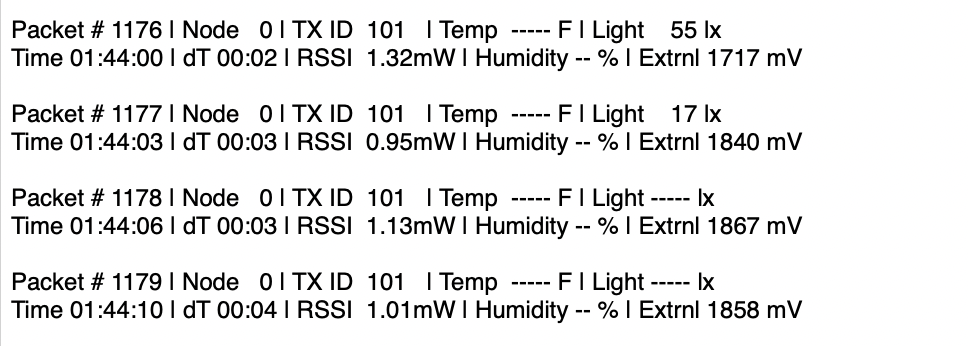 Packet # 1176 | Node 0 | TX ID 101 | Temp ----- F | Light 55 lx
Time 01:44:00 | dT 00:02 | RSSI 1.32mW | Humidity -- % | Extrnl 1717 mV
Packet # 1177 | Node 0 | TX ID 101 | Temp ----- F | Light 17 lx
Time 01:44:03 | dT 00:03 | RSSI 0.95mW | Humidity -- % | Extrnl 1840 mV
Packet # 1178 | Node 0 | TX ID 101 | Temp ----- F | Light ----- lx
Time 01:44:06 | dT 00:03 | RSSI 1.13mW | Humidity -- % | Extrnl 1867 mV
Packet # 1179 | Node 0 | TX ID 101 | Temp ----- F | Light ----- lx
Time 01:44:10 | dT 00:04 | RSSI 1.01mW | Humidity -- % | Extrnl 1858 mV